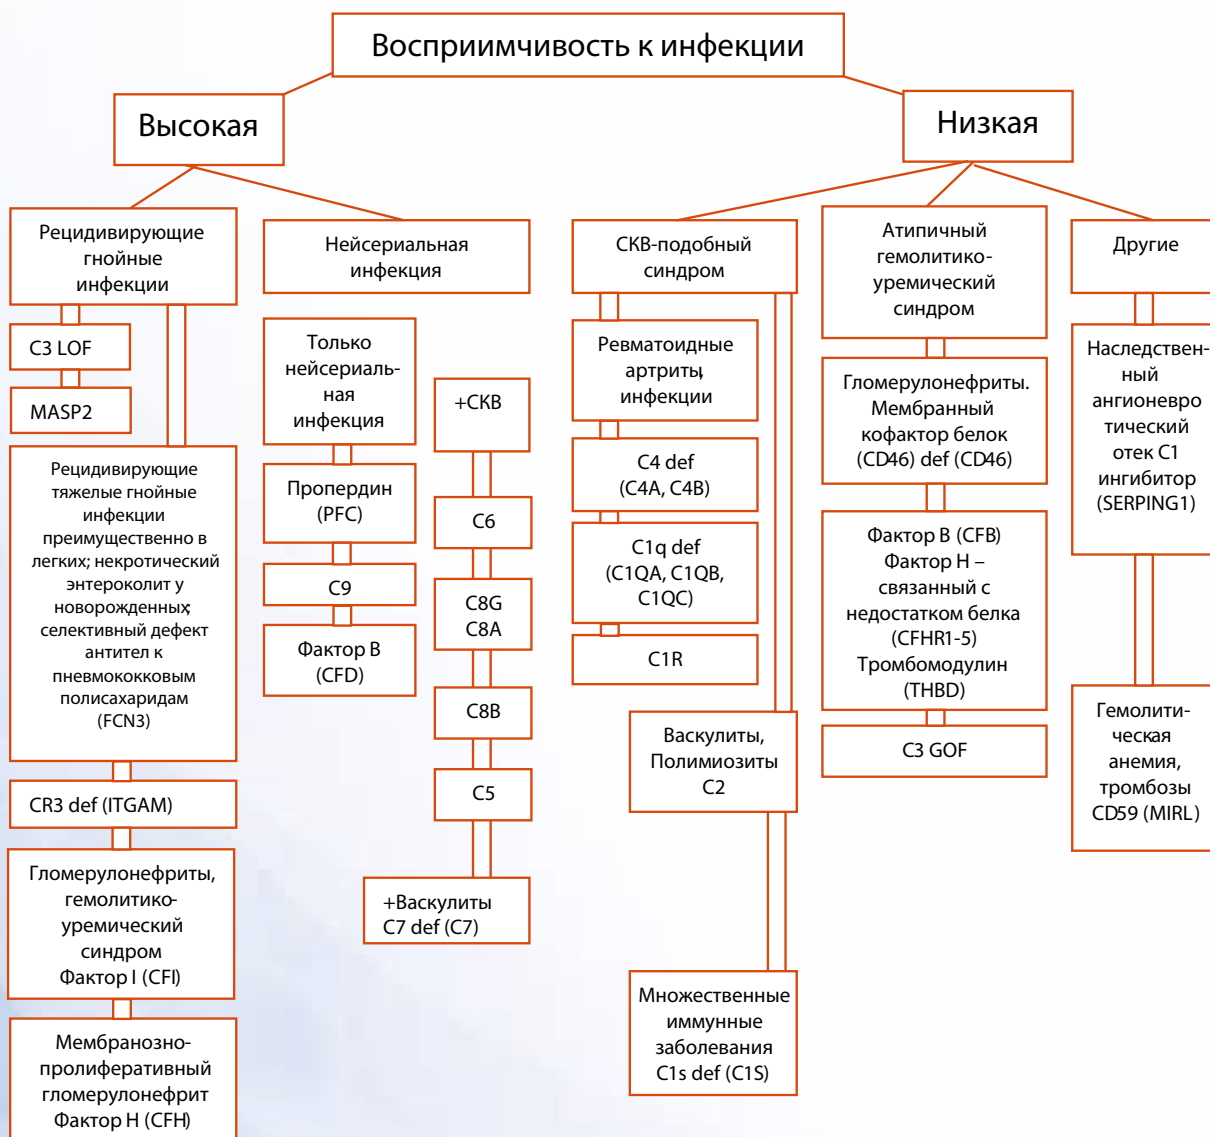 Восприимчивость к инфекции
Высокая
Низкая
Рецидивирующие
гнойные
инфекции
C3 LOF
MASP2
Рецидивирующие
тяжелые гнойные
инфекции
преимущественно в
легких; некротический
энтероколит у
новорожденных;
селективный дефект
антител к
пневмококковым
полисахаридам
(FCN3)
CR3 def (ITGAM)
Гломерулонефриты,
гемолитико-
уремический
синдром
Фактор I (CFI)
Мембранозно-
пролиферативный
гломерулонефрит
Фактор H (CFH)
Нейсериальная
инфекция
Только
нейсериаль-
ная
инфекция
Пропердин
(PFC)
C9
Фактор B
(CFD)
+СКВ
C6
C8G
C8A
C8B
C5
+Васкулиты
C7 def (C7)
СКВ-подобный
синдром
Ревматоидные
артриты,
инфекции
C4 def
(C4A, C4B)
C1q def
(C1QA, C1QB,
C1QC)
C1R
Васкулиты,
Полимиозиты
C2
Множественные
иммунные
заболевания
C1s def (C1S)
Атипичный
гемолитико-
уремический
синдром
Гломерулонефриты.
Мембранный
кофактор белок
(CD46) def (CD46)
Фактор B (CFB)
Фактор H –
связанный с
недостатком белка
(CFHR1-5)
Тромбомодулин
(THBD)
C3 GOF
Другие
Наследствен-
ный
ангионевро
тический
отек C1
ингибитор
(SERPING1)
Гемолити-
ческая
анемия,
тромбозы
CD59 (MIRL)